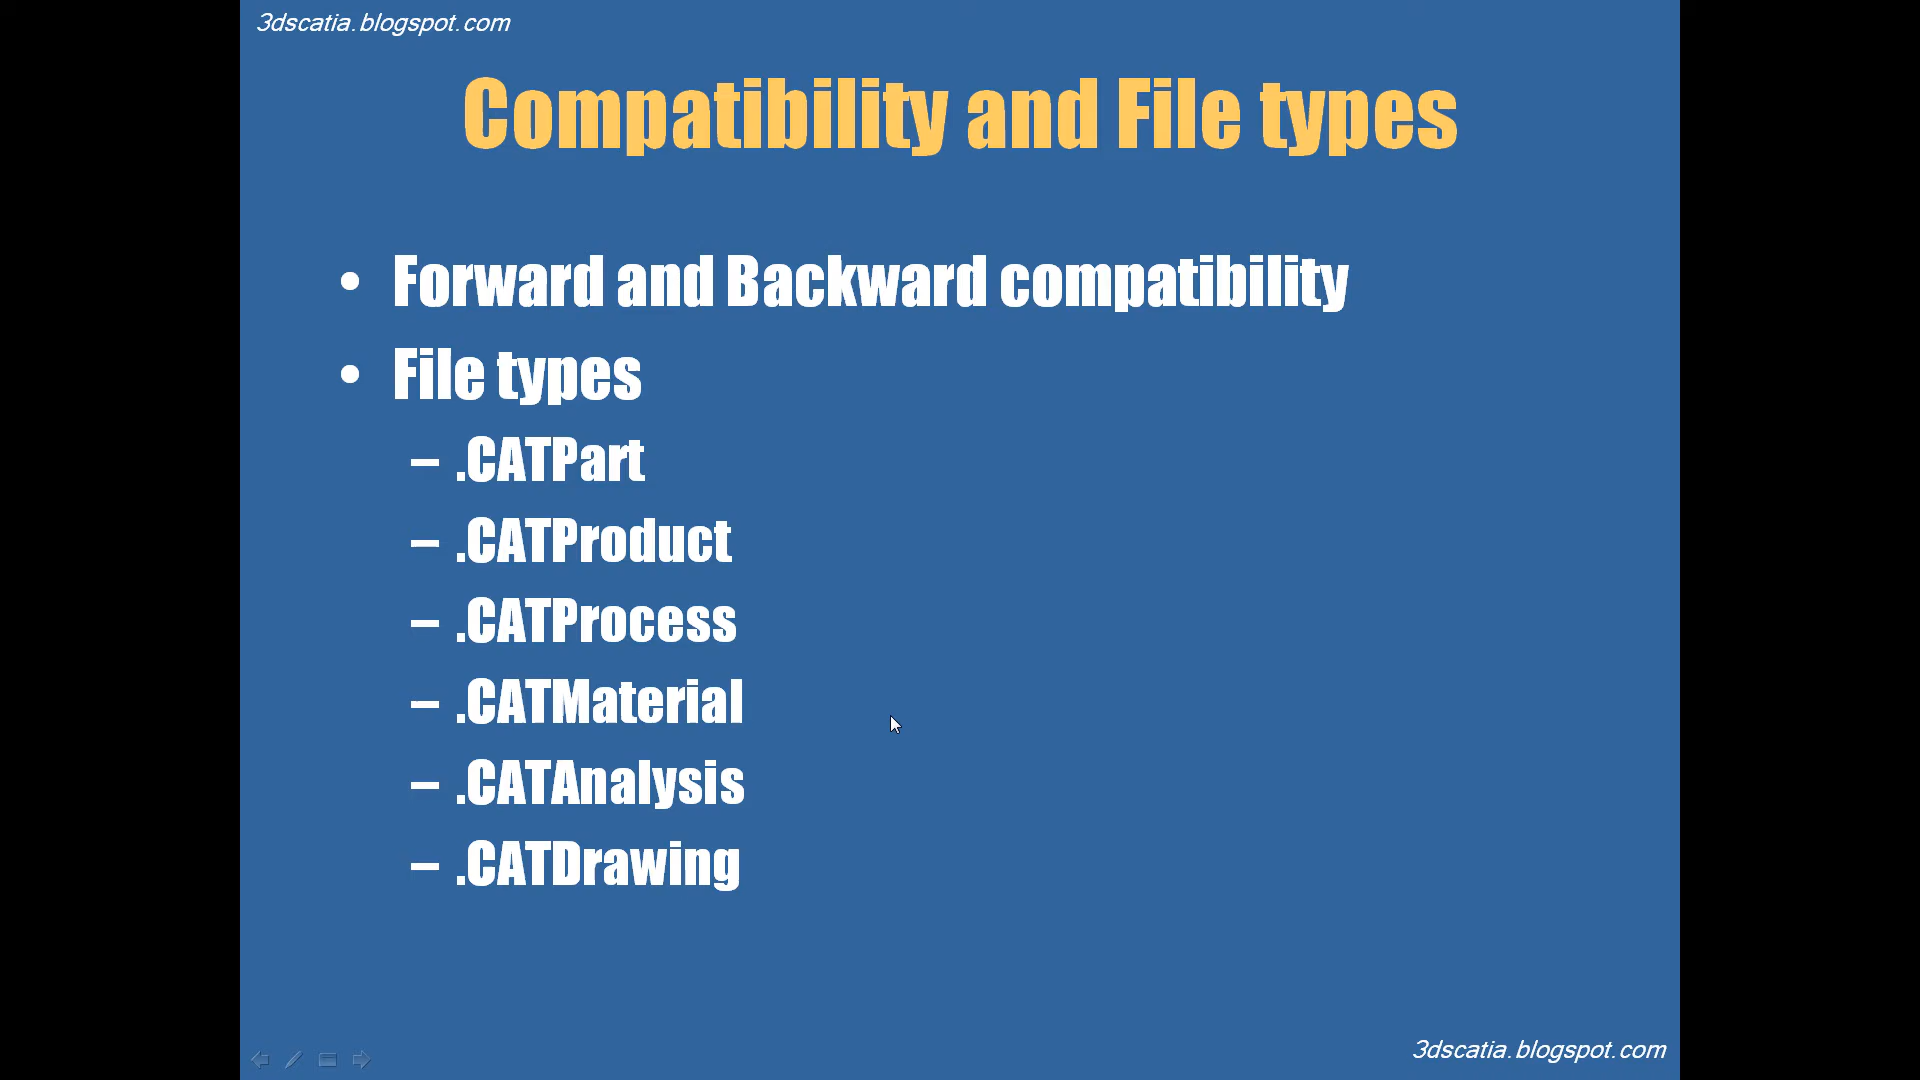 3dscatia.blogspot.com
Compatibility and File types
• Forward and Backward compatibility
• File types
– .CATPart
– .CATProduct
– .CATProcess
– .CATMaterial
– .CATAnalysis
– .CATDrawing
3dscatia.blogspot.com